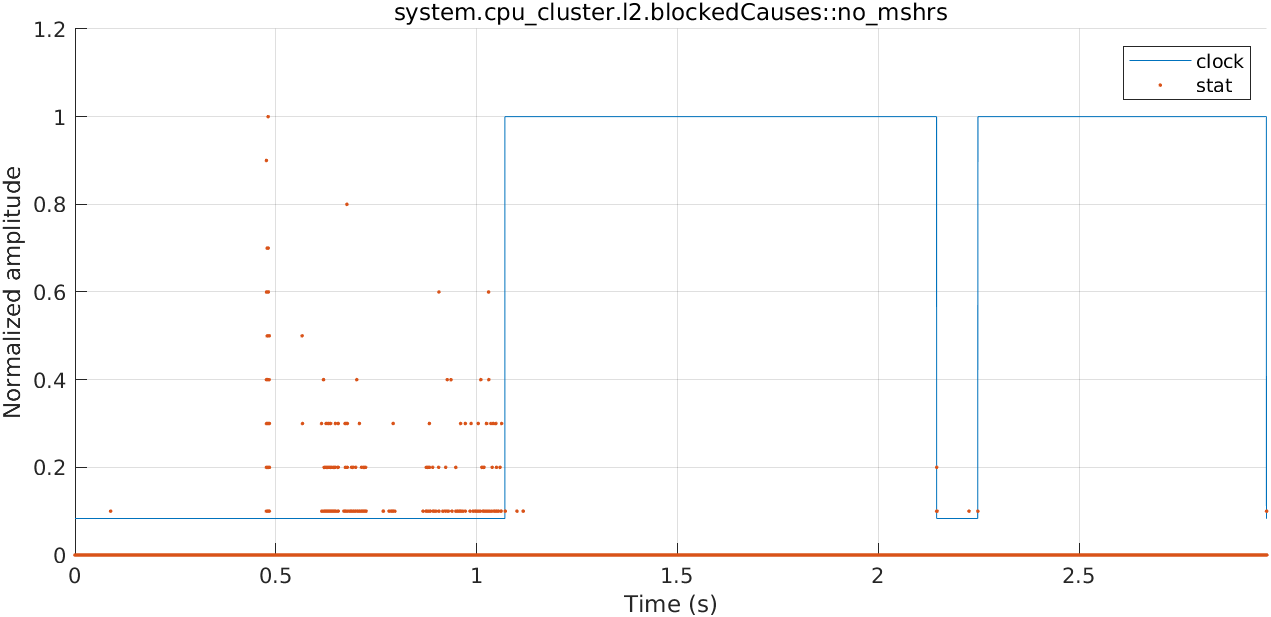 system.cpu_cluster.l2.blockedCauses::no_mshrs
1.2
1
0.8
0.6
0.4
0.2
0
Normalized amplitude
clock
stat
0 0.5 1 1.5 2 2.5
Time (s)